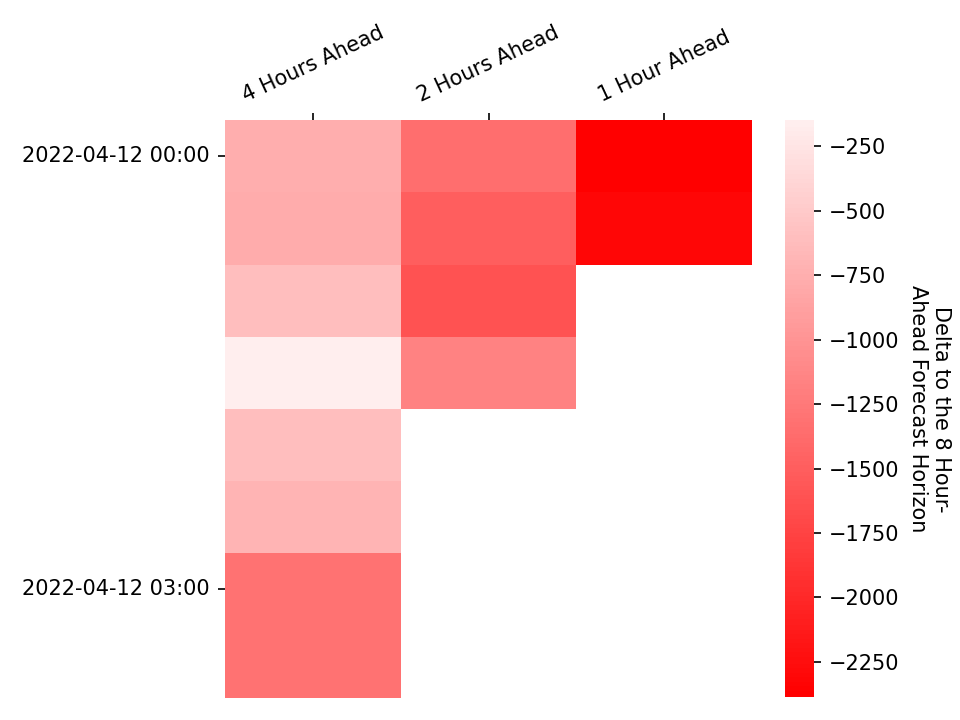 4 Hours Ahead
2 Hours Ahead
1 Hour Ahead
2022-04-12 00:00
2022-04-12 03:00
−250
−500
−750
−1000
−1250
−1500
−1750
−2000
−2250
Delta to the 8 Hour-
Ahead Forecast Horizon